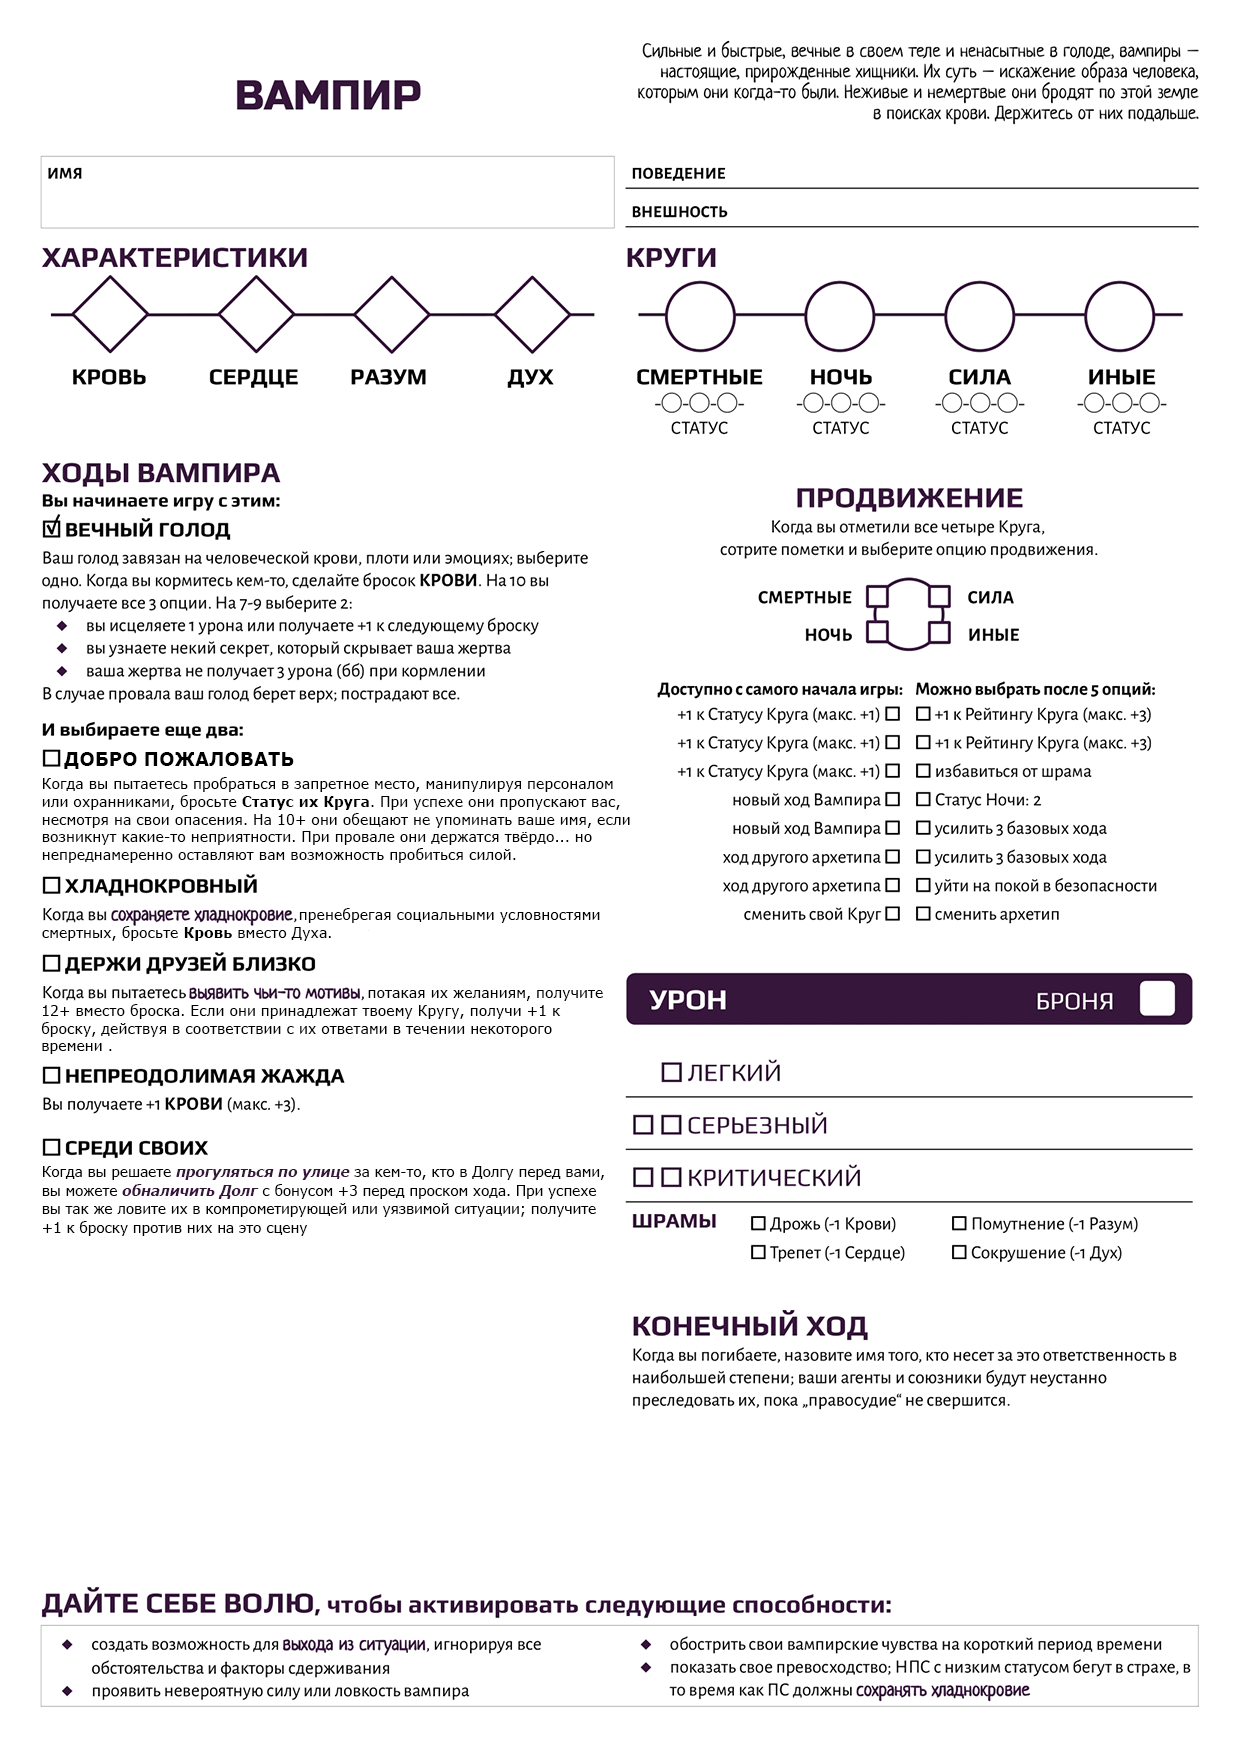 ВАМПИР
Сильные и быстрые, вечные в своем теле и ненасытные в голоде, вампиры —
настоящие, прирожденные хищники. Их суть — искажение образа человека,
которым они когда-то были. Неживые и немертвые они бродят по этой земле
в поисках крови. Держитесь от них подальше.
ИМЯ
ПОВЕДЕНИЕ
ВНЕШНОСТЬ
ХАРАКТЕРИСТИКИ
КРОВЬ СЕРДЦЕ РАЗУМ ДУХ
КРУГИ
СМЕРТНЫЕ НОЧЬ СИЛА ИНЫЕ
СТАТУС СТАТУС СТАТУС СТАТУС
ХОДЫ ВАМПИРА
Вы начинаете игру с этим:
ВЕЧНЫЙ ГОЛОД
Ваш голод завязан на человеческой крови, плоти или эмоциях; выберите
одно. Когда вы кормитесь кем-то, сделайте бросок КРОВИ. На 10 вы
получаете все 3 опции. На 7-9 выберите 2:
❖ вы исцеляете 1 урона или получаете +1 к следующему броску
❖ вы узнаете некий секрет, который скрывает ваша жертва
❖ ваша жертва не получает 3 урона (бб) при кормлении
В случае провала ваш голод берет верх; пострадают все.
И выбираете еще два:
ДОБРО ПОЖАЛОВАТЬ
Когда вы пытаетесь пробраться в запретное место, манипулируя персоналом
или охранниками, бросьте Статус их Круга. При успехе они пропускают вас,
несмотря на свои опасения. На 10+ они обещают не упоминать ваше имя, если
возникнут какие-то неприятности. При провале они держатся твёрдо... но
непреднамеренно оставляют вам возможность пробиться силой.
ХЛАДНОКРОВНЫЙ
Когда вы сохраняете хладнокровие, пренебрегая социальными условностями
смертных, бросьте Кровь вместо Духа.
ДЕРЖИ ДРУЗЕЙ БЛИЗКО
Когда вы пытаетесь выявить чьи-то мотивы, потакая их желаниям, получите
12+ вместо броска. Если они принадлежат твоему Кругу, получи +1 к
броску, действуя в соответствии с их ответами в течении некоторого
времени .
НЕПРЕОДОЛИМАЯ ЖАЖДА
Вы получаете +1 КРОВИ (макс. +3).
СРЕДИ СВОИХ
Когда вы решаете прогуляться по улице за кем-то, кто в Долгу перед вами,
вы можете обналичить Долг с бонусом +3 перед проском хода. При успехе
вы так же ловите их в компрометирующей или уязвимой ситуации; получите
+1 к броску против них на это сцену
ПРОДВИЖЕНИЕ
Когда вы отметили все четыре Круга,
сотрите пометки и выберите опцию продвижения.
СМЕРТНЫЕ СИЛА
НОЧЬ ИНЫЕ
Доступно с самого начала игры: Можно выбрать после 5 опций:
+1 к Статусу Круга (макс. +1) +1 к Рейтингу Круга (макс. +3)
+1 к Статусу Круга (макс. +1) +1 к Рейтингу Круга (макс. +3)
+1 к Статусу Круга (макс. +1) избавиться от шрама
новый ход Вампира Статус Ночи: 2
новый ход Вампира усилить 3 базовых хода
ход другого архетипа усилить 3 базовых хода
ход другого архетипа уйти на покой в безопасности
сменить свой Круг сменить архетип
УРОН БРОНЯ
ЛЕГКИЙ
СЕРЬЕЗНЫЙ
КРИТИЧЕСКИЙ
ШРАМЫ Дрожь (-1 Крови) Помутнение (-1 Разум)
Трепет (-1 Сердце) Сокрушение (-1 Дух)
КОНЕЧНЫЙ ХОД
Когда вы погибаете, назовите имя того, кто несет за это ответственность в
наибольшей степени; ваши агенты и союзники будут неустанно
преследовать их, пока „правосудие“ не свершится.
ДАЙТЕ СЕБЕ ВОЛЮ, чтобы активировать следующие способности:
❖ создать возможность для выхода из ситуации, игнорируя все
обстоятельства и факторы сдерживания
❖ проявить невероятную силу или ловкость вампира
❖ обострить свои вампирские чувства на короткий период времени
❖ показать свое превосходство; НПС с низким статусом бегут в страхе, в
то время как ПС должны сохранять хладнокровие